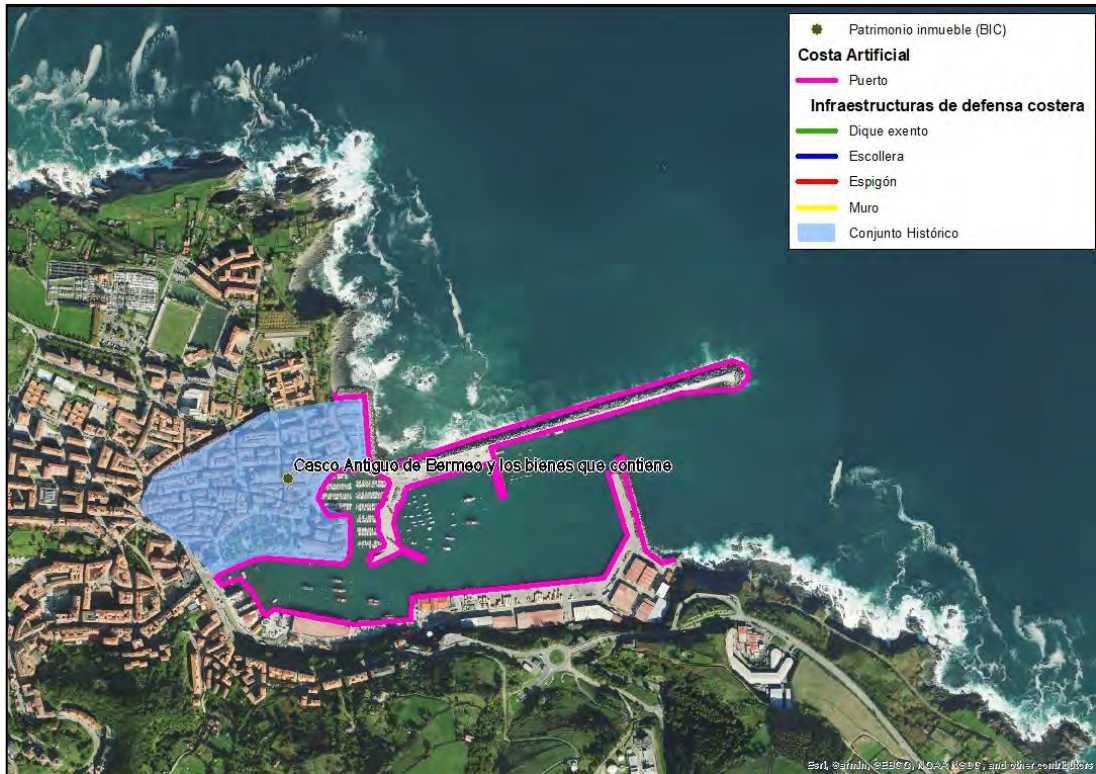 Patrimonio inmueble (BIC)
Costa Artificial
Puerto
Infraestructuras de defensa costera
Dique exento
Escollera
Espigón
Muro
Conjunto Histórico
Casco Antiguo de Bermeo y los bienes que contiene
Esri, Garmin, GEBCO, NOAA NGDC, and other contributors